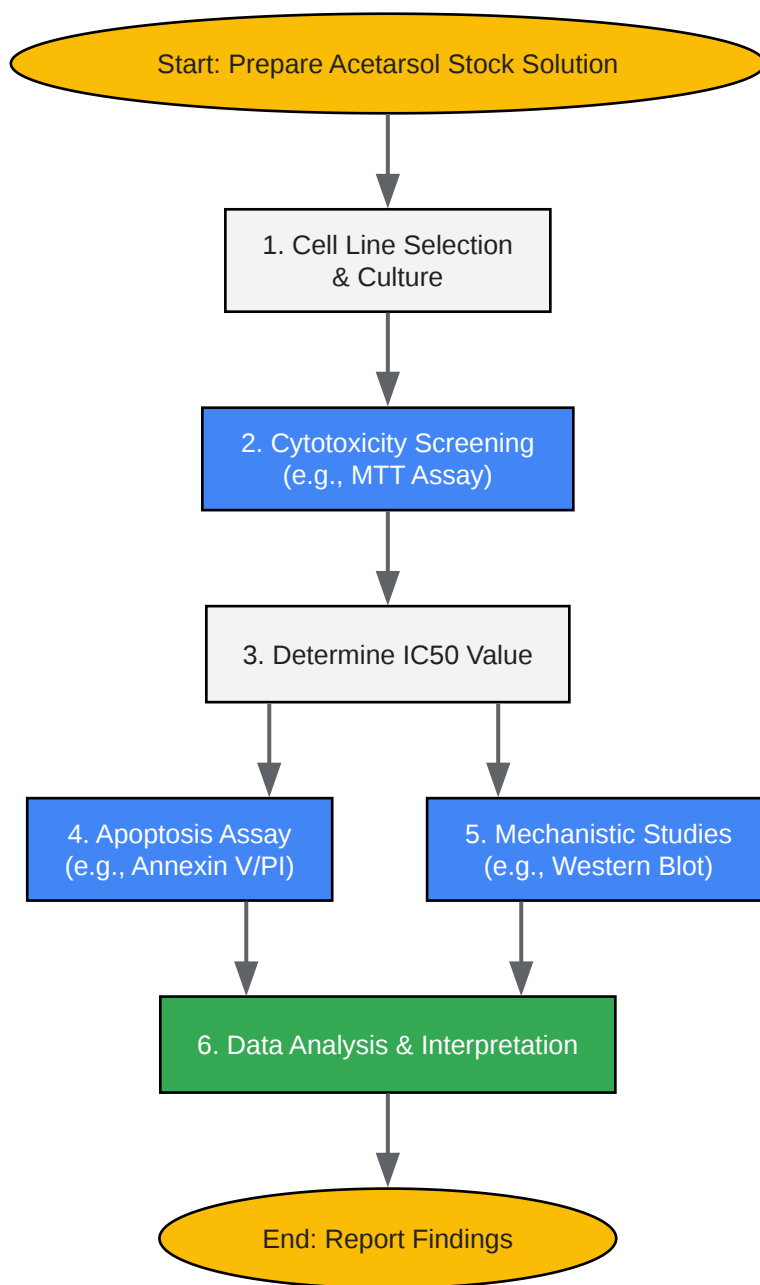 Start: Prepare Acetarsol Stock Solution
1. Cell Line Selection
& Culture
2. Cytotoxicity Screening
(e.g., MTT Assay)
3. Determine IC50 Value
4. Apoptosis Assay
(e.g., Annexin V/PI)
5. Mechanistic Studies
(e.g., Western Blot)
6. Data Analysis & Interpretation
End: Report Findings